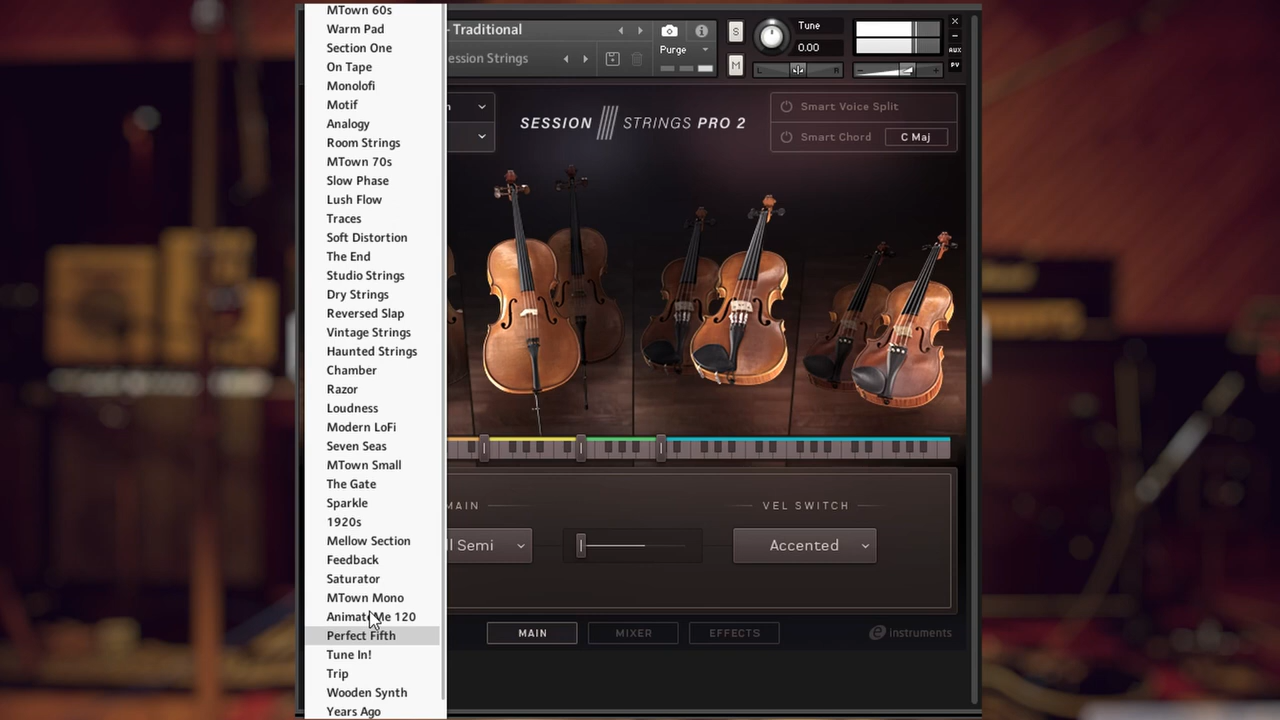 MTown 60s
Warm Pad
Section One
On Tape
Monolofi
Motif
Analogy
Room Strings
MTown 70s
Slow Phase
Lush Flow
Traces
Soft Distortion
The End
Studio Strings
Dry Strings
Reversed Slap
Vintage Strings
Haunted Strings
Chamber
Razor
Loudness
Modern LoFi
Seven Seas
MTown Small
The Gate
Sparkle
1920s
Mellow Section
Feedback
Saturator
MTown Mono
Animate Me 120
Perfect Fifth
Tune In!
Trip
Wooden Synth
Years Ago
- Traditional
ession Strings
Purge
S
M
Tune
0.00
L R
AUX
PV
SESSION STRINGS PRO 2
Smart Voice Split
Smart Chord C Maj
MAIN
VEL SWITCH
Semi
Accented
MAIN MIXER EFFECTS
e instruments